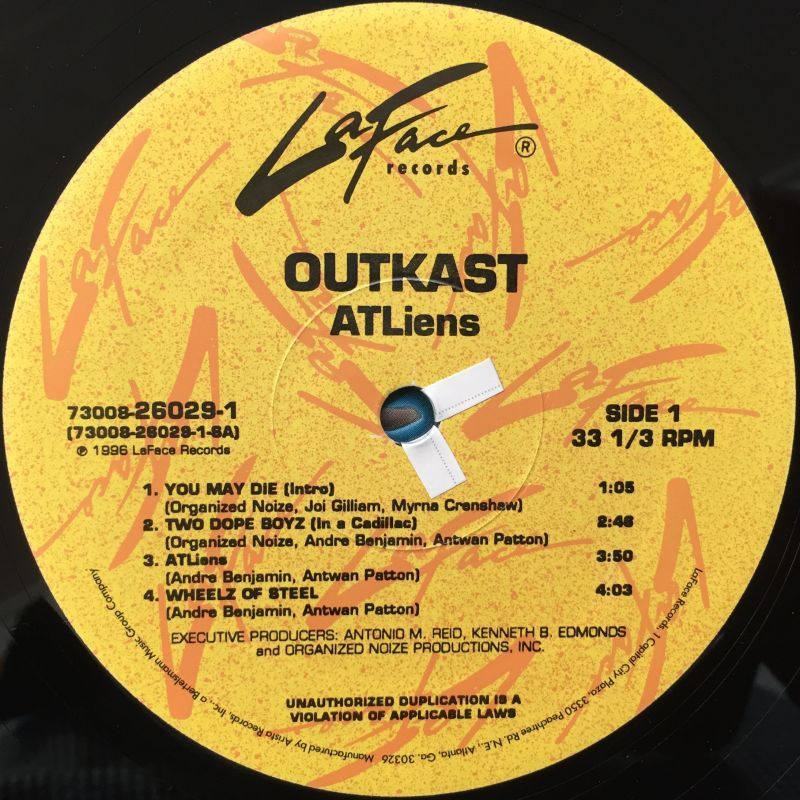 LaFace ®
records
OUTKAST
ATLiens
73008-26029-1
(73008-26029-1-SA)
℗ 1996 LaFace Records
SIDE 1
33 1/3 RPM
1. YOU MAY DIE (Intro) 1:05
(Organized Noize, Joi Gilliam, Myrna Crenshaw)
2. TWO DOPE BOYZ (In a Cadillac) 2:46
(Organized Noize, Andre Benjamin, Antwan Patton)
3. ATLiens 3:50
(Andre Benjamin, Antwan Patton)
4. WHEELZ OF STEEL 4:03
(Andre Benjamin, Antwan Patton)
EXECUTIVE PRODUCERS: ANTONIO M. REID, KENNETH B. EDMONDS
and ORGANIZED NOIZE PRODUCTIONS, INC.
UNAUTHORIZED DUPLICATION IS A
VIOLATION OF APPLICABLE LAWS
LaFace Records, 1 Capital City Plaza, 3350 Peachtree Rd. N.E., Atlanta, Ga. 30326 Manufactured by Arista Records, Inc., a Bertelsmann Music Group Company